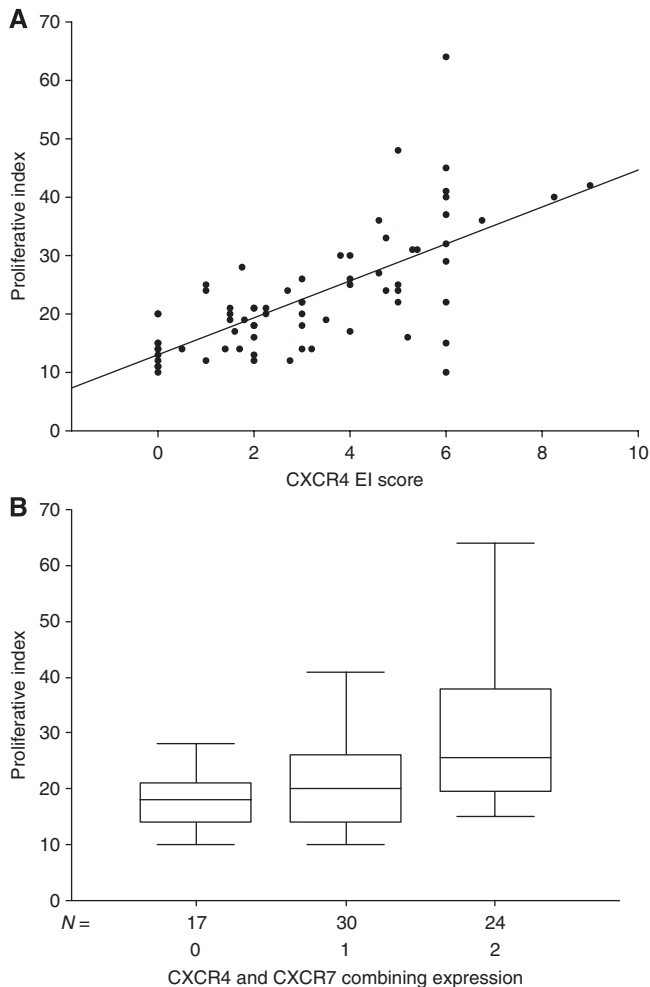 A
70
60
50
40
30
20
10
0
Proliferative index
0 2 4 6 8 10
CXCR4 EI score
B
70
60
50
40
30
20
10
0
Proliferative index
N = 17 30 24
0 1 2
CXCR4 and CXCR7 combining expression